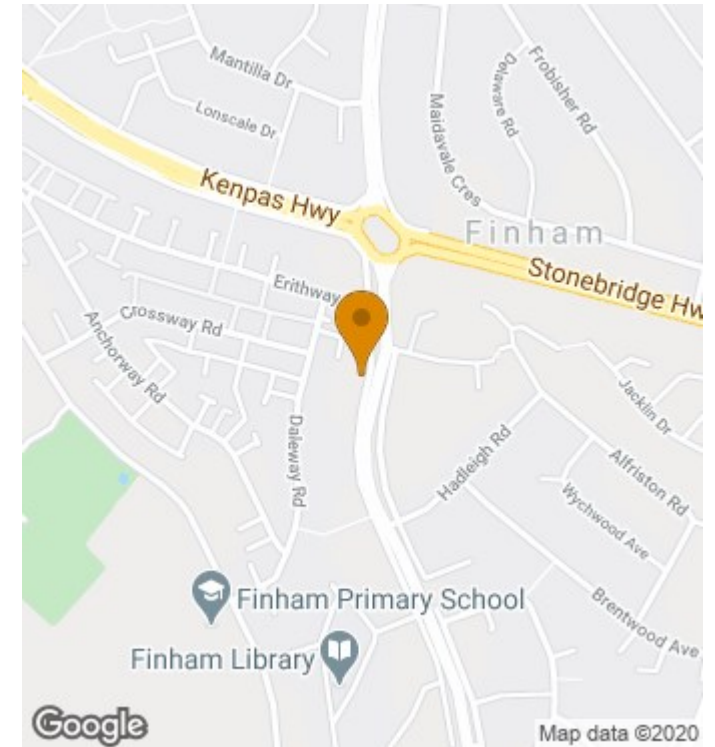 Mantilla Dr
Lonscale Dr
Maidavale Cres
Delaware Rd
Frobisher Rd
Kenpas Hwy
Finham
Stonebridge Hw
Erithway
Crossway Rd
Anchorway Rd
Daleway Rd
Jacklin Dr
Hadleigh Rd
Alfriston Rd
Wychwood Ave
Brentwood Ave
Finham Primary School
Finham Library
Google
Map data ©2020